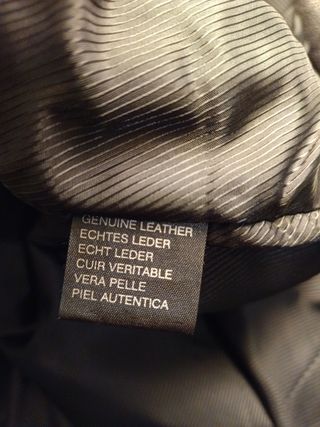 GENUINE LEATHER
ECHTES LEDER
ECHT LEDER
CUIR VERITABLE
VERA PELLE
PIEL AUTENTICA